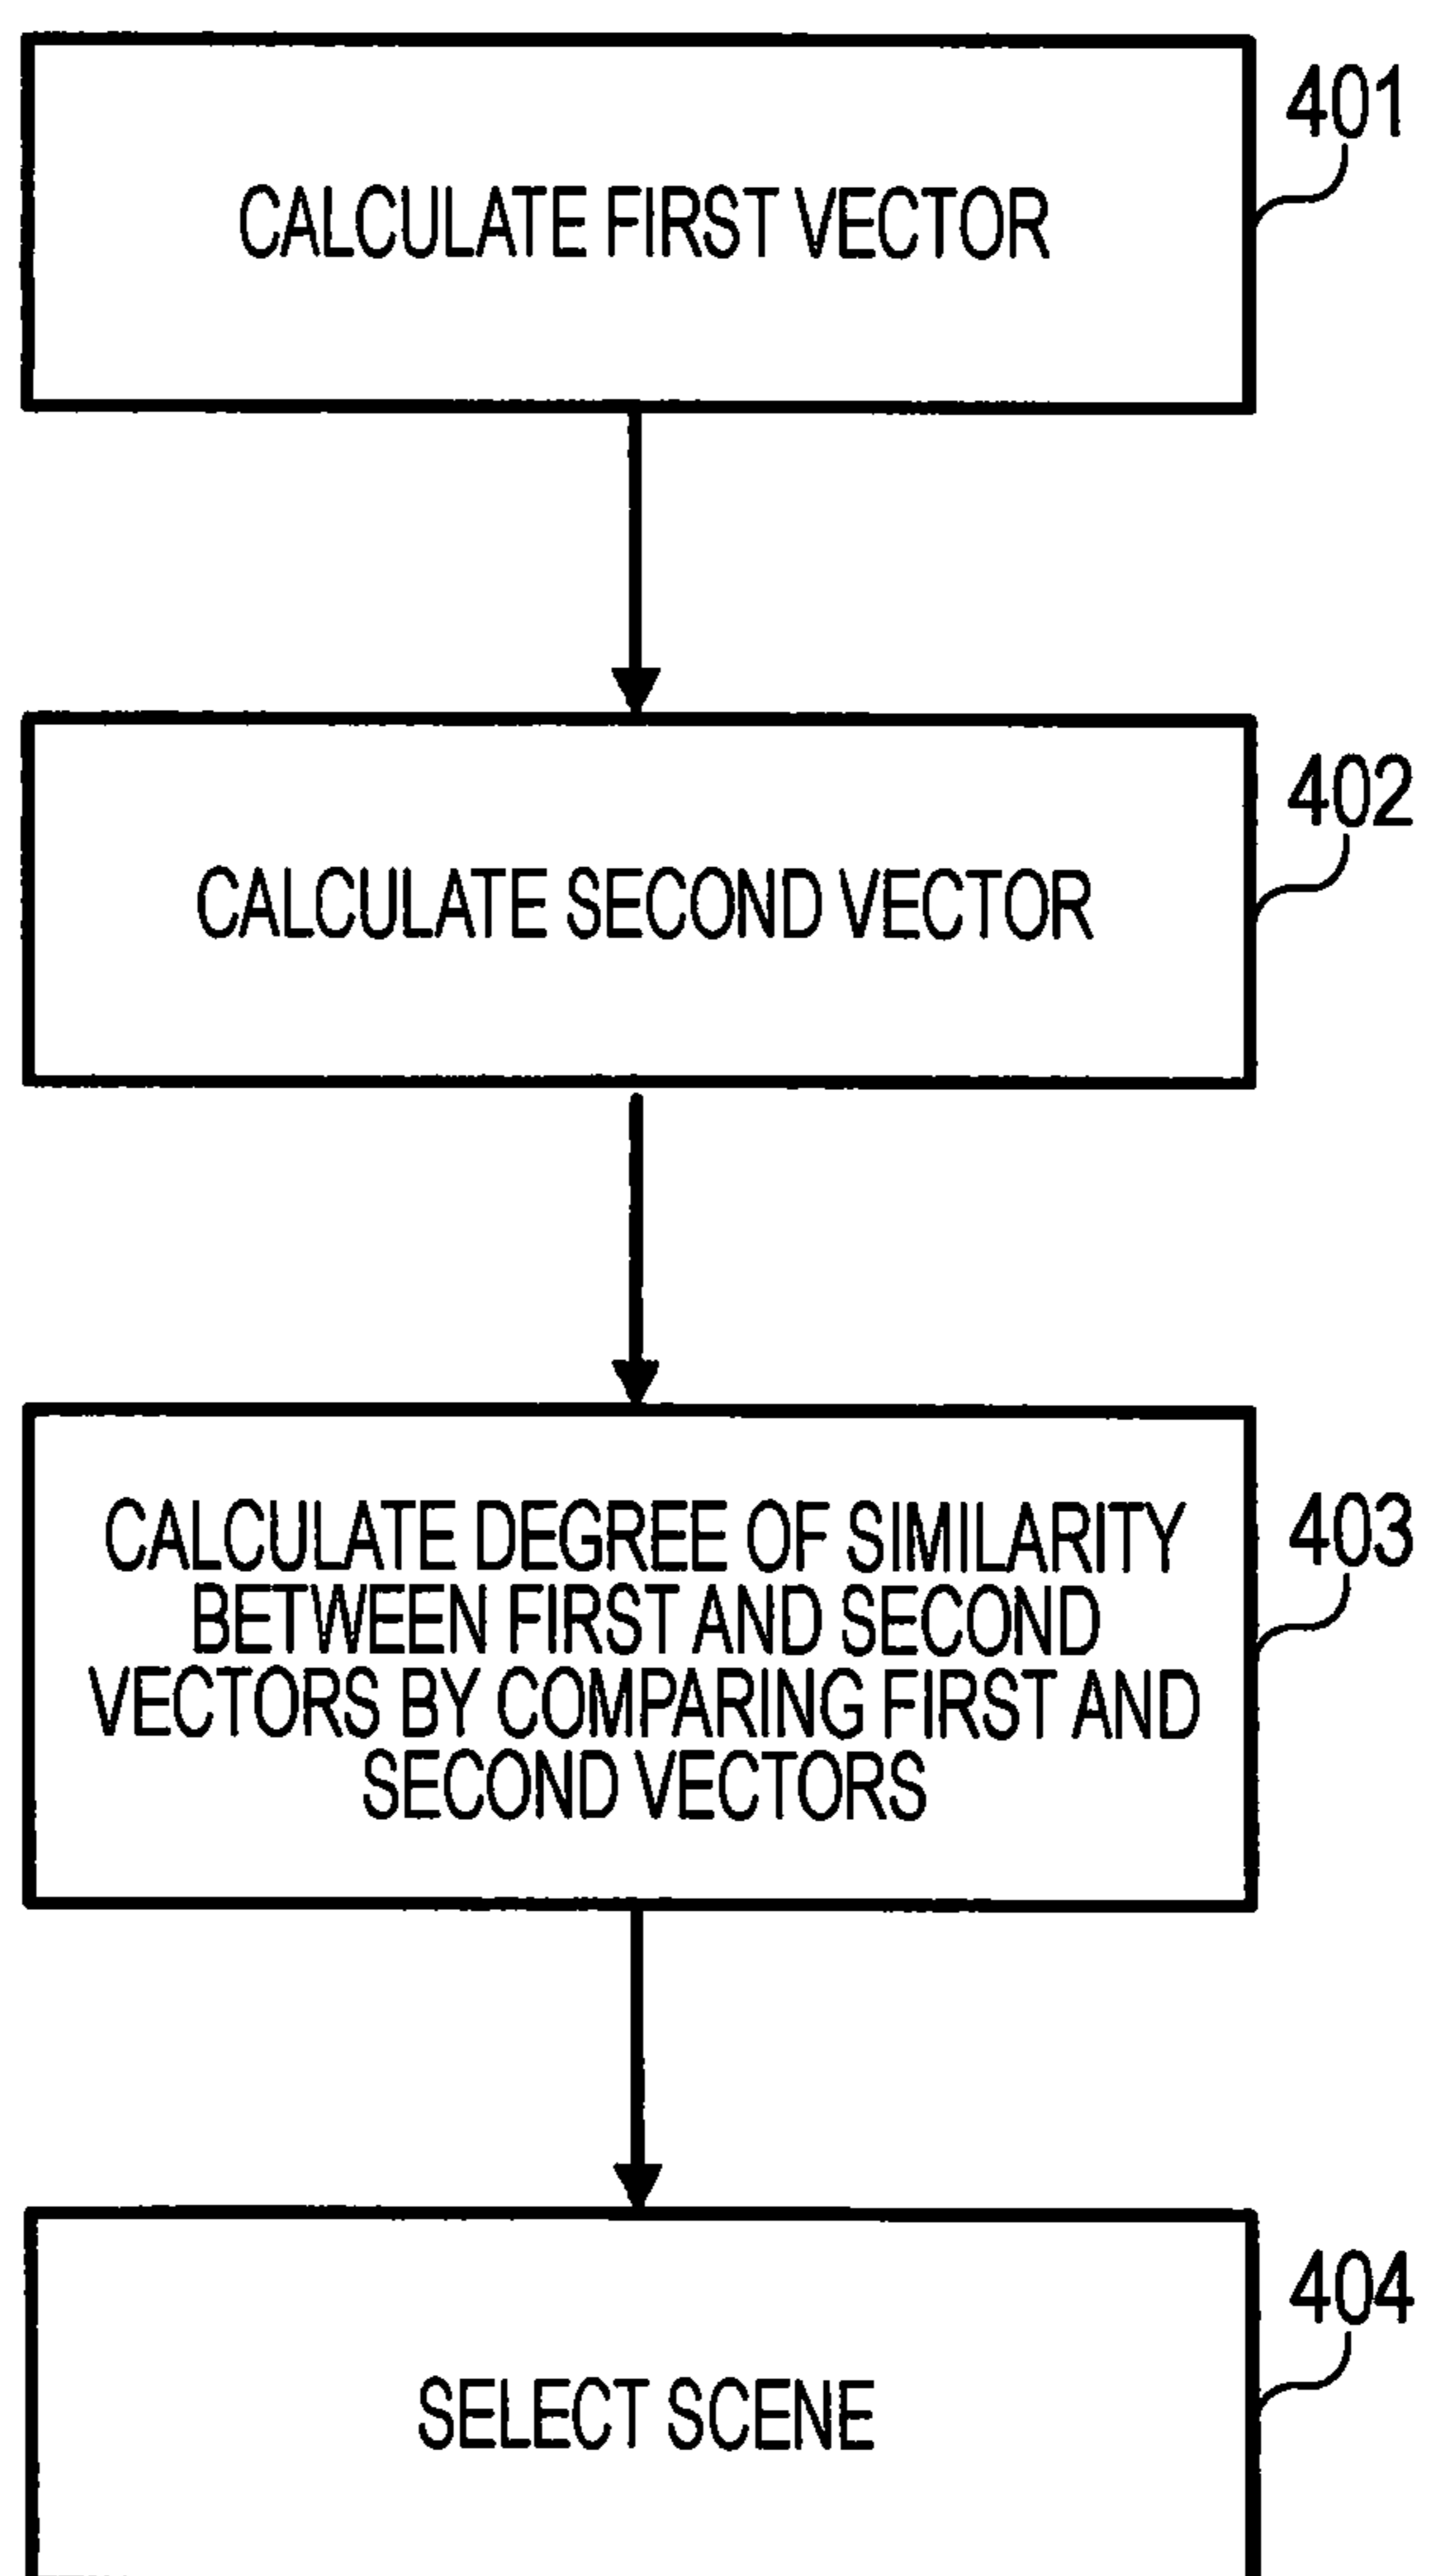 401
CALCULATE FIRST VECTOR
402
CALCULATE SECOND VECTOR
403
CALCULATE DEGREE OF SIMILARITY
BETWEEN FIRST AND SECOND
VECTORS BY COMPARING FIRST AND
SECOND VECTORS
404
SELECT SCENE